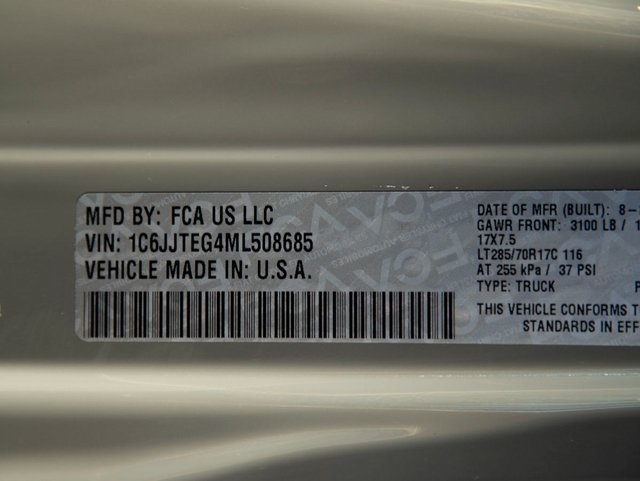 MFD BY: FCA US LLC
VIN: 1C6JJTEG4ML508685
VEHICLE MADE IN: U.S.A.
DATE OF MFR (BUILT): 8-
GAWR FRONT: 3100 LB /
17X7.5
LT285/70R17C 116
AT 255 kPa / 37 PSI
TYPE: TRUCK
THIS VEHICLE CONFORMS T
STANDARDS IN EFF